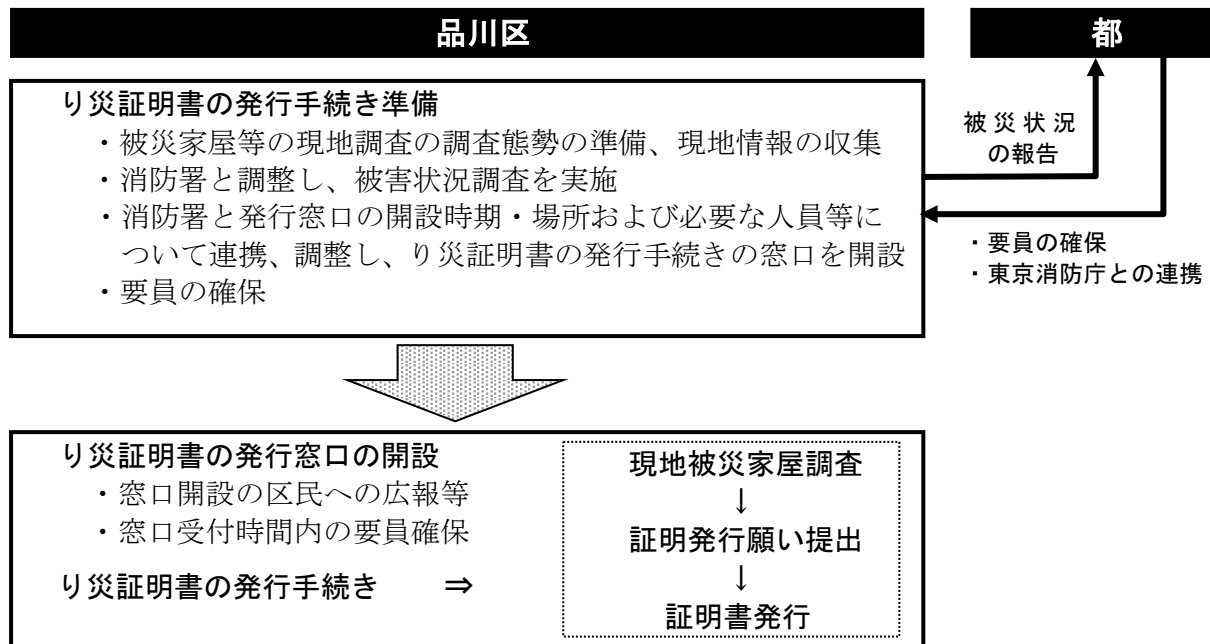 品川区
都
り災証明書の発行手続き準備
・被災家屋等の現地調査の調査態勢の準備、現地情報の収集
・消防署と調整し、被害状況調査を実施
・消防署と発行窓口の開設時期・場所および必要な人員等に
ついて連携、調整し、り災証明書の発行手続きの窓口を開設
・要員の確保
被災状況
の報告
・要員の確保
・東京消防庁との連携
り災証明書の発行窓口の開設
・窓口開設の区民への広報等
・窓口受付時間内の要員確保
り災証明書の発行手続き ⇒
現地被災家屋調査
↓
証明発行願い提出
↓
証明書発行